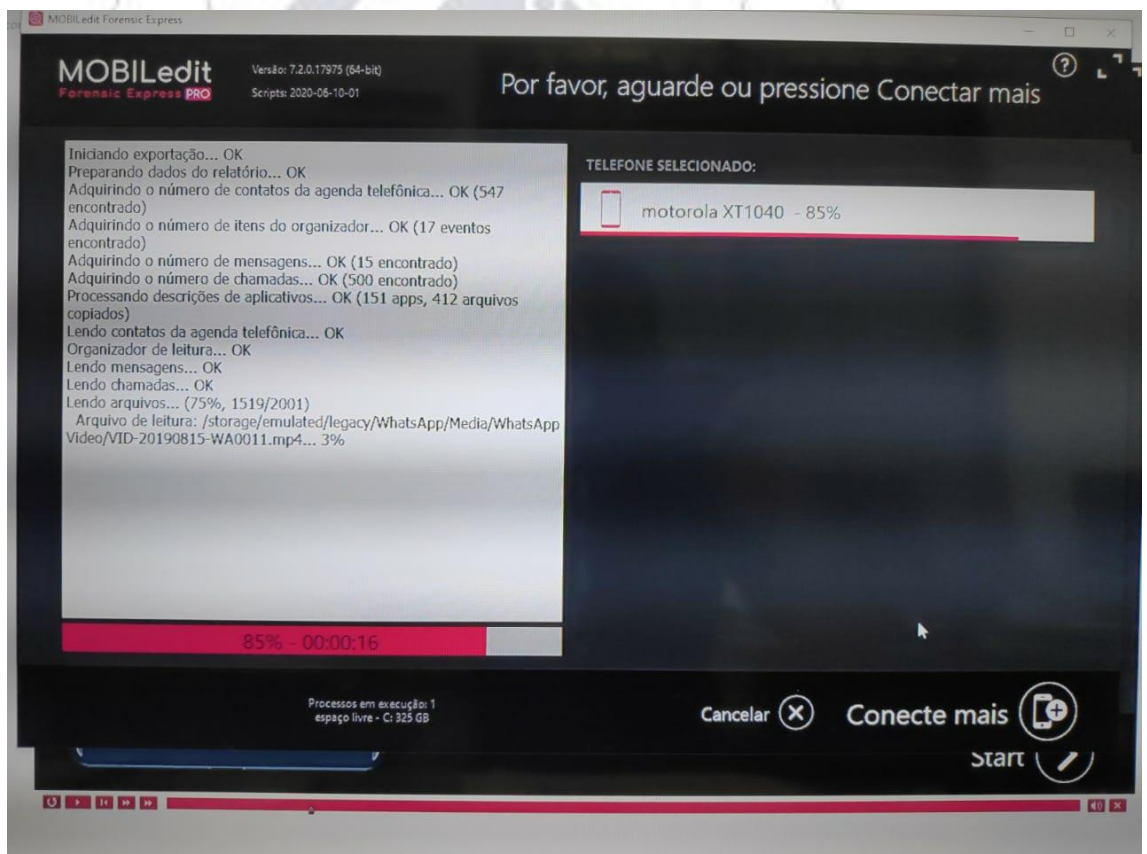 MOBILedit Forensic Express
MOBILedit
Forensic Express PRO
Versão: 7.2.0.17975 (64-bit)
Scripts: 2020-06-10-01
Por favor, aguarde ou pressione Conectar mais
?
Iniciando exportação... OK
Preparando dados do relatório... OK
Adquirindo o número de contatos da agenda telefônica... OK (547
encontrado)
Adquirindo o número de itens do organizador... OK (17 eventos
encontrado)
Adquirindo o número de mensagens... OK (15 encontrado)
Adquirindo o número de chamadas... OK (500 encontrado)
Processando descrições de aplicativos... OK (151 apps, 412 arquivos
copiados)
Lendo contatos da agenda telefônica... OK
Organizador de leitura... OK
Lendo mensagens... OK
Lendo chamadas... OK
Lendo arquivos... (75%, 1519/2001)
Arquivo de leitura: /storage/emulated/legacy/WhatsApp/Media/WhatsApp
Video/VID-20190815-WA0011.mp4... 3%
85% - 00:00:16
TELEFONE SELECIONADO:
motorola XT1040 - 85%
Processos em execução: 1
espaço livre - C: 325 GB
Cancelar
Conecte mais
Start